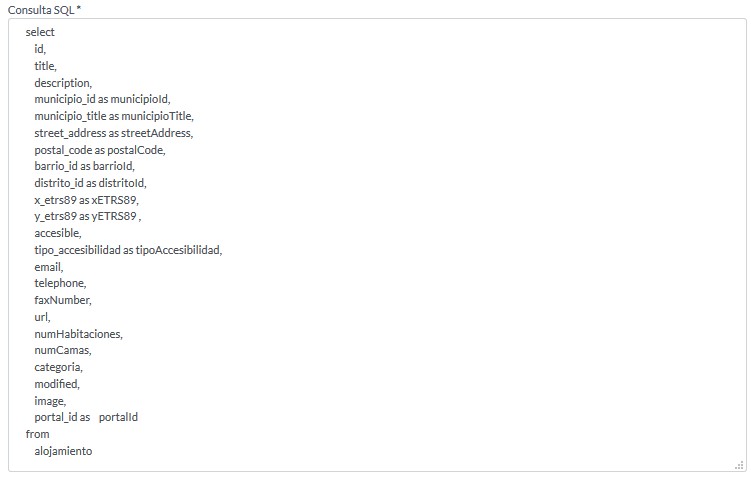 Consulta SQL *
select
id,
title,
description,
municipio_id as municipioId,
municipio_title as municipioTitle,
street_address as streetAddress,
postal_code as postalCode,
barrio_id as barrioId,
distrito_id as distritoId,
x_etrs89 as xETRS89,
y_etrs89 as yETRS89 ,
accesible,
tipo_accesibilidad as tipoAccesibilidad,
email,
telephone,
faxNumber,
url,
numHabitaciones,
numCamas,
categoria,
modified,
image,
portal_id as   portalId
from
alojamiento